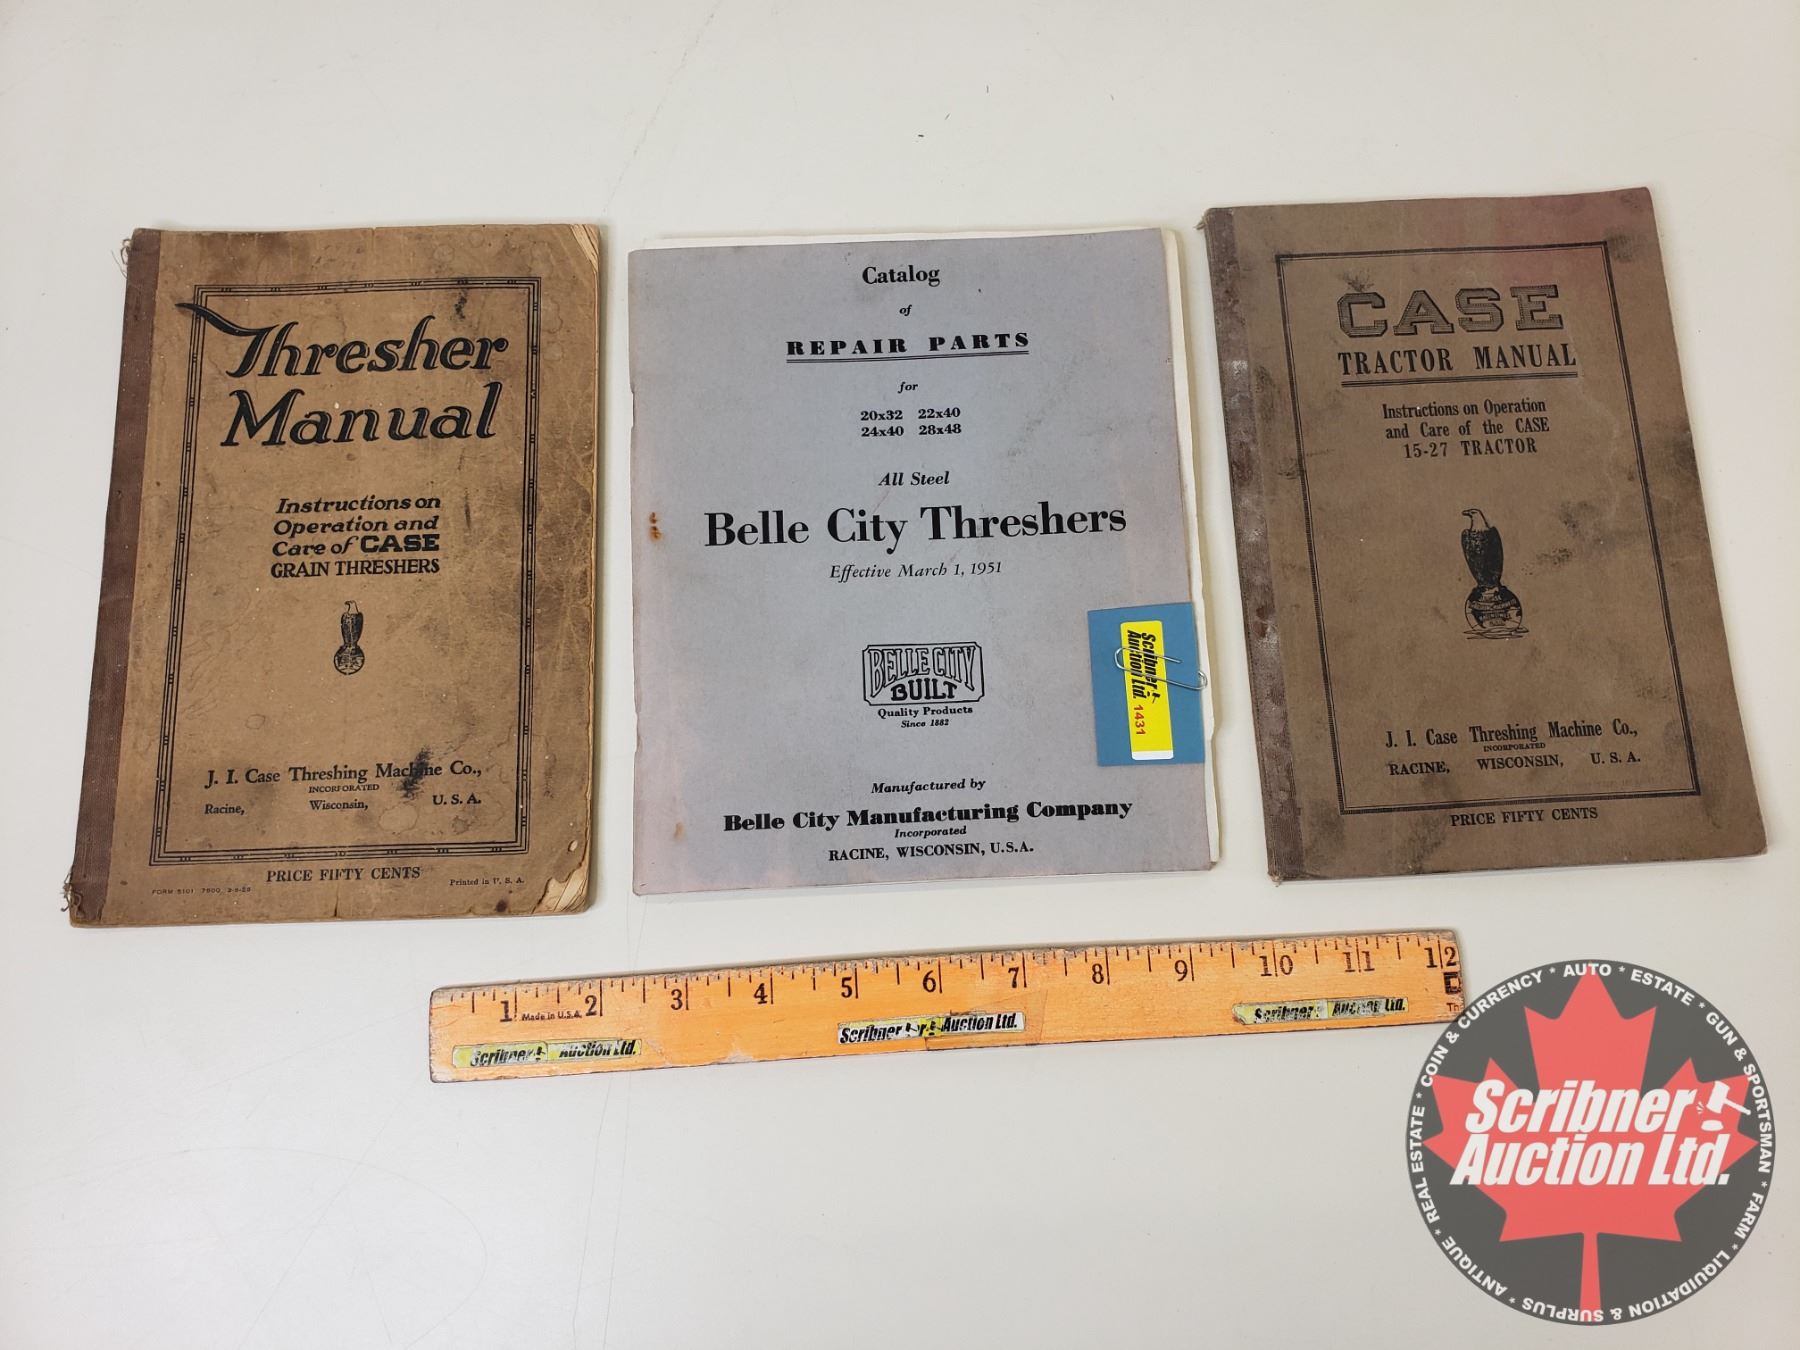 Thresher
Manual
Instructions on
Operation and
Care of CASE
GRAIN THRESHERS
J. I. Case Threshing Machine Co.,
INCORPORATED
Racine, Wisconsin, U. S. A.
PRICE FIFTY CENTS
FORM 5101 7500 Printed in U. S. A.
Catalog
of
REPAIR PARTS
for
20x32 22x40
24x40 28x48
All Steel
Belle City Threshers
Effective March 1, 1951
BELLE CITY
BUILT
Quality Products
Since 1882
Manufactured by
Belle City Manufacturing Company
Incorporated
RACINE, WISCONSIN, U.S.A.
Scribner
Auction Ltd. 1431
CASE
TRACTOR MANUAL
Instructions on Operation
and Care of the CASE
15-27 TRACTOR
J. I. Case Threshing Machine Co.,
INCORPORATED
RACINE, WISCONSIN, U. S. A.
PRICE FIFTY CENTS
1 2 3 4 5 6 7 8 9 10 11 12
Made in U.S.A.
Scribner Auction Ltd.
Scribner Auction Ltd.
Scribner Auction Ltd.
Scribner
Auction Ltd.
REAL ESTATE * COIN & CURRENCY * AUTO * ESTATE * GUN & SPORTSMAN * FARM * LIQUIDATION & SURPLUS * ANTIQUE *